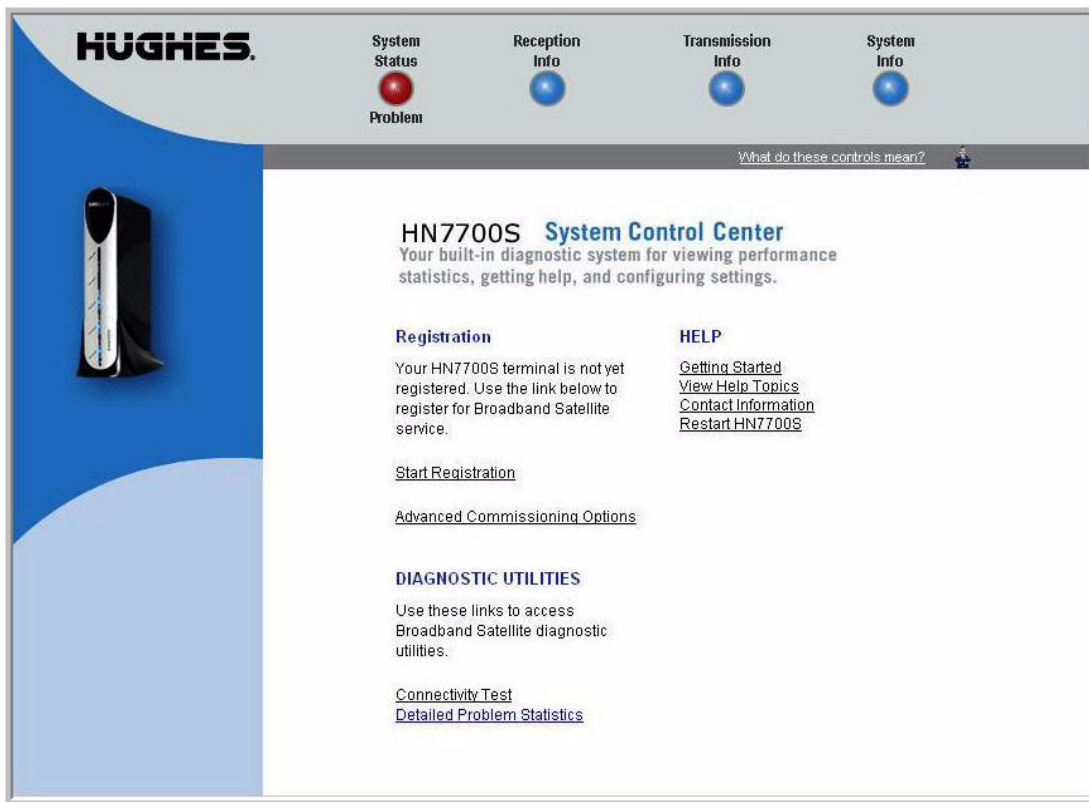 HUGHES.
System
Status
Problem
Reception
Info
Transmission
Info
System
Info
What do these controls mean?
HN7700S System Control Center
Your built-in diagnostic system for viewing performance
statistics, getting help, and configuring settings.
Registration
Your HN7700S terminal is not yet
registered. Use the link below to
register for Broadband Satellite
service.
Start Registration
Advanced Commissioning Options
HELP
Getting Started
View Help Topics
Contact Information
Restart HN7700S
DIAGNOSTIC UTILITIES
Use these links to access
Broadband Satellite diagnostic
utilities.
Connectivity Test
Detailed Problem Statistics